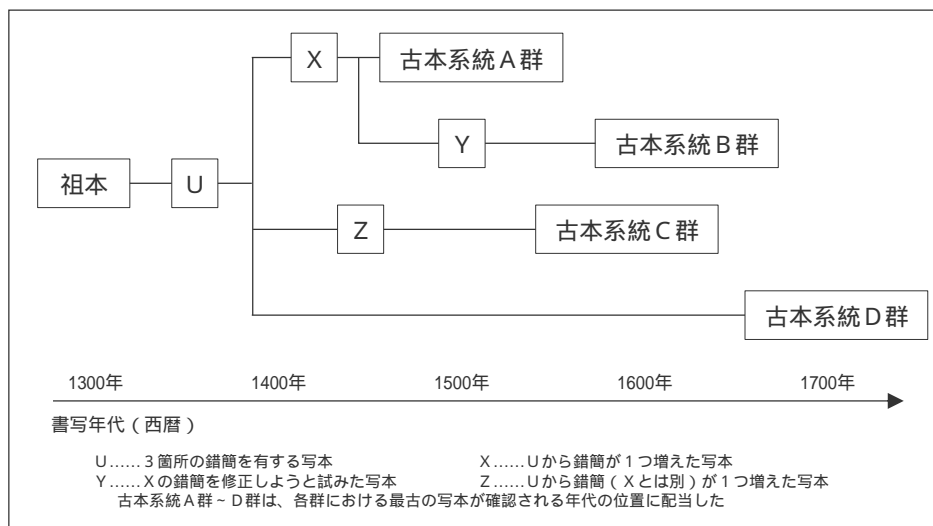 X
古本系統A群
Y
古本系統B群
祖本
U
Z
古本系統C群
古本系統D群
1300年 1400年 1500年 1600年 1700年
書写年代（西暦）
U……３箇所の錯簡を有する写本 X……Uから錯簡が１つ増えた写本
Y……Xの錯簡を修正しようと試みた写本 Z……Uから錯簡（Xとは別）が１つ増えた写本
古本系統A群～D群は、各群における最古の写本が確認される年代の位置に配当した